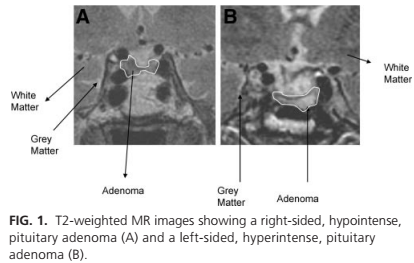 A
B
White
Matter
White
Matter
Grey
Matter
Adenoma
Grey
Matter
Adenoma
FIG. 1. T2-weighted MR images showing a right-sided, hypointense,
pituitary adenoma (A) and a left-sided, hyperintense, pituitary
adenoma (B).